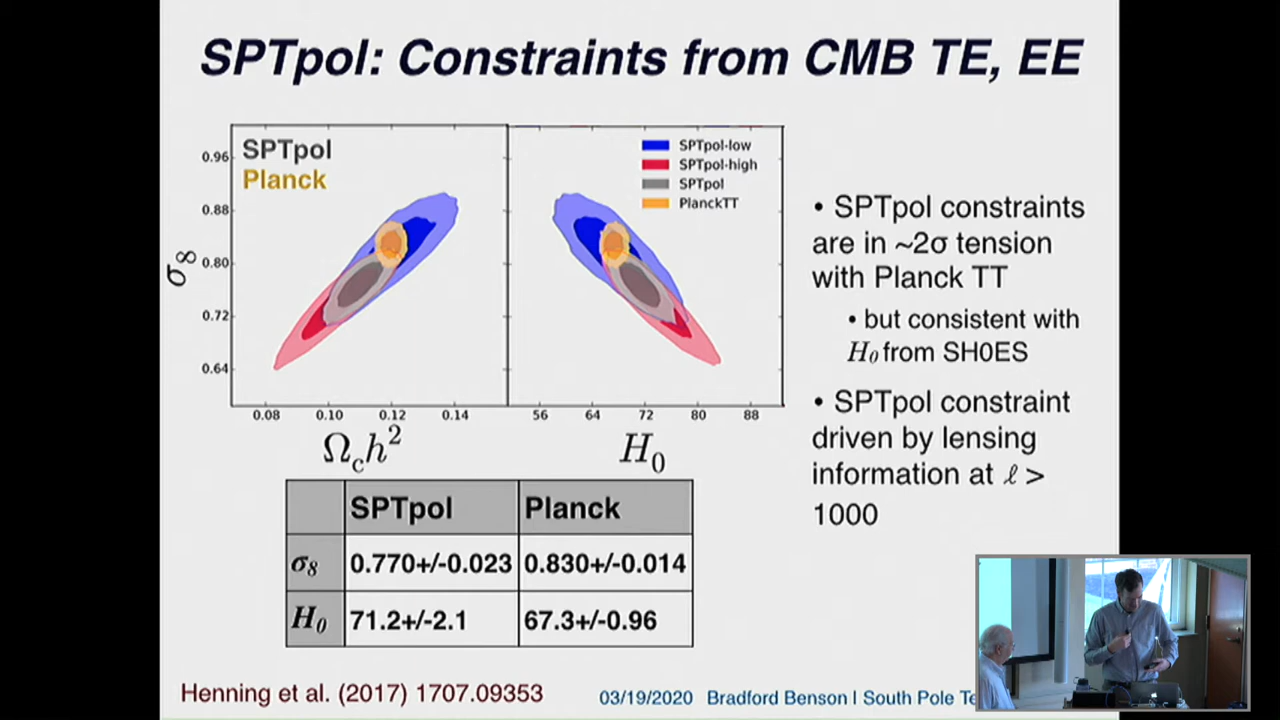 SPTpol: Constraints from CMB TE, EE
SPTpol
Planck
SPTpol-low
SPTpol-high
SPTpol
PlanckTT
0.96
0.88
0.80
0.72
0.64
σ8
0.08 0.10 0.12 0.14
56 64 72 80 88
Ωch²
H0
• SPTpol constraints
are in ~2σ tension
with Planck TT
• but consistent with
H0 from SH0ES
• SPTpol constraint
driven by lensing
information at ℓ >
1000
SPTpol Planck
σ8 0.770+/-0.023 0.830+/-0.014
H0 71.2+/-2.1 67.3+/-0.96
Henning et al. (2017) 1707.09353
03/19/2020 Bradford Benson | South Pole